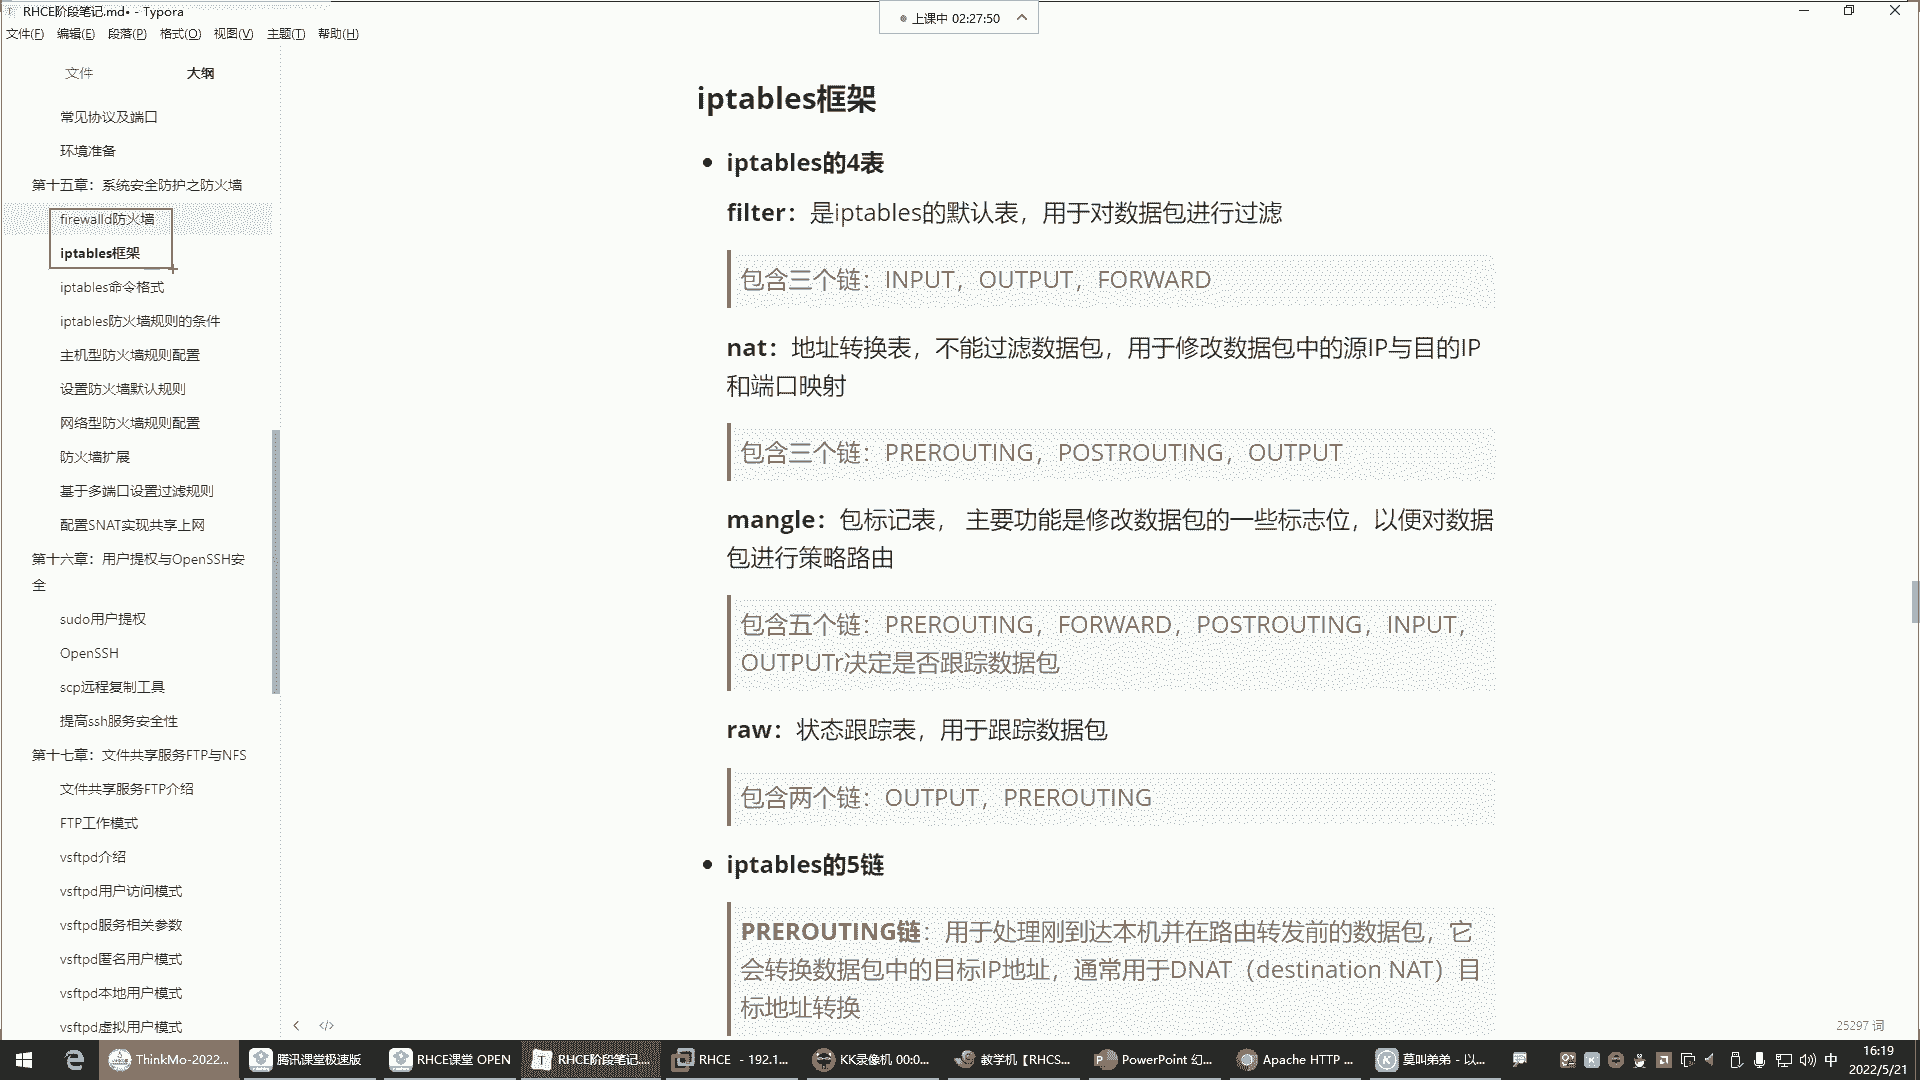 RHCE阶段笔记.md• - Typora
上课中 02:27:50
文件(F) 编辑(E) 段落(P) 格式(O) 视图(V) 主题(T) 帮助(H)
文件 大纲
常见协议及端口
环境准备
第十五章：系统安全防护之防火墙
firewalld防火墙
iptables框架
iptables命令格式
iptables防火墙规则的条件
主机型防火墙规则配置
设置防火墙默认规则
网络型防火墙规则配置
防火墙扩展
基于多端口设置过滤规则
配置SNAT实现共享上网
第十六章：用户提权与OpenSSH安
全
sudo用户提权
OpenSSH
scp远程复制工具
提高ssh服务安全性
第十七章：文件共享服务FTP与NFS
文件共享服务FTP介绍
FTP工作模式
vsftpd介绍
vsftpd用户访问模式
vsftpd服务相关参数
vsftpd匿名用户模式
vsftpd本地用户模式
vsftpd虚拟用户模式
iptables框架
iptables的4表
filter：是iptables的默认表，用于对数据包进行过滤
包含三个链：INPUT，OUTPUT，FORWARD
nat：地址转换表，不能过滤数据包，用于修改数据包中的源IP与目的IP
和端口映射
包含三个链：PREROUTING，POSTROUTING，OUTPUT
mangle：包标记表， 主要功能是修改数据包的一些标志位，以便对数据
包进行策略路由
包含五个链：PREROUTING，FORWARD，POSTROUTING，INPUT，
OUTPUTr决定是否跟踪数据包
raw：状态跟踪表，用于跟踪数据包
包含两个链：OUTPUT，PREROUTING
iptables的5链
PREROUTING链：用于处理刚到达本机并在路由转发前的数据包，它
会转换数据包中的目标IP地址，通常用于DNAT（destination NAT）目
标地址转换
25297 词
ThinkMo-2022... 腾讯课堂极速版 RHCE课堂 OPEN RHCE阶段笔记.... RHCE - 192.1... KK录像机 00:0... 教学机【RHCS... PowerPoint 幻... Apache HTTP ... 莫叫弟弟 - 以... 中 16:19
2022/5/21